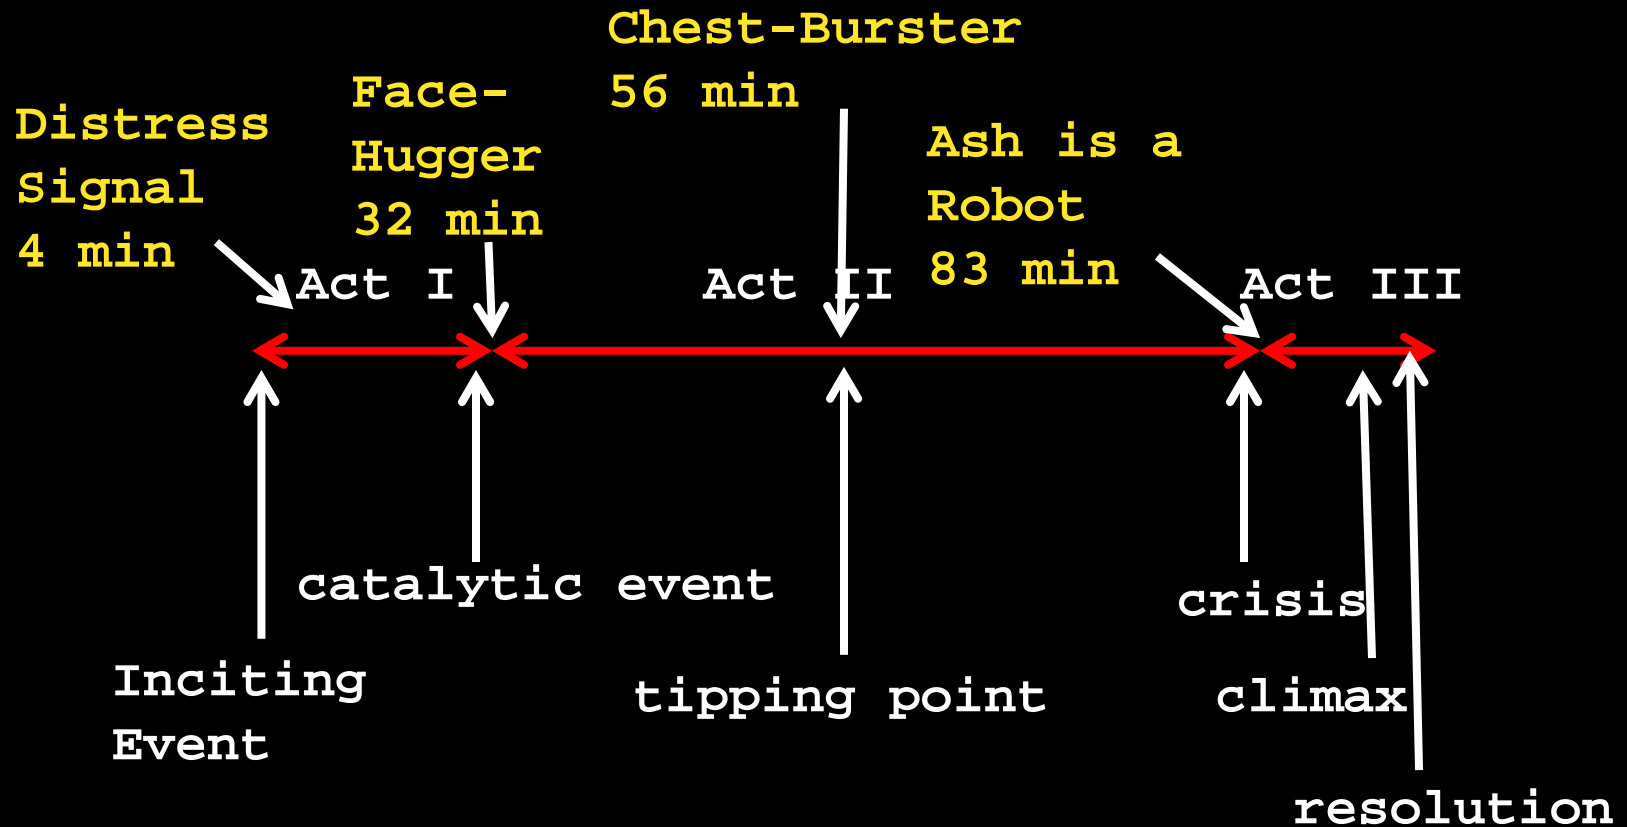 Chest-Burster
56 min
Face-
Hugger
32 min
Distress
Signal
4 min
Ash is a
Robot
83 min
Act I
Act II
Act III
catalytic event
crisis
Inciting
Event
tipping point
climax
resolution